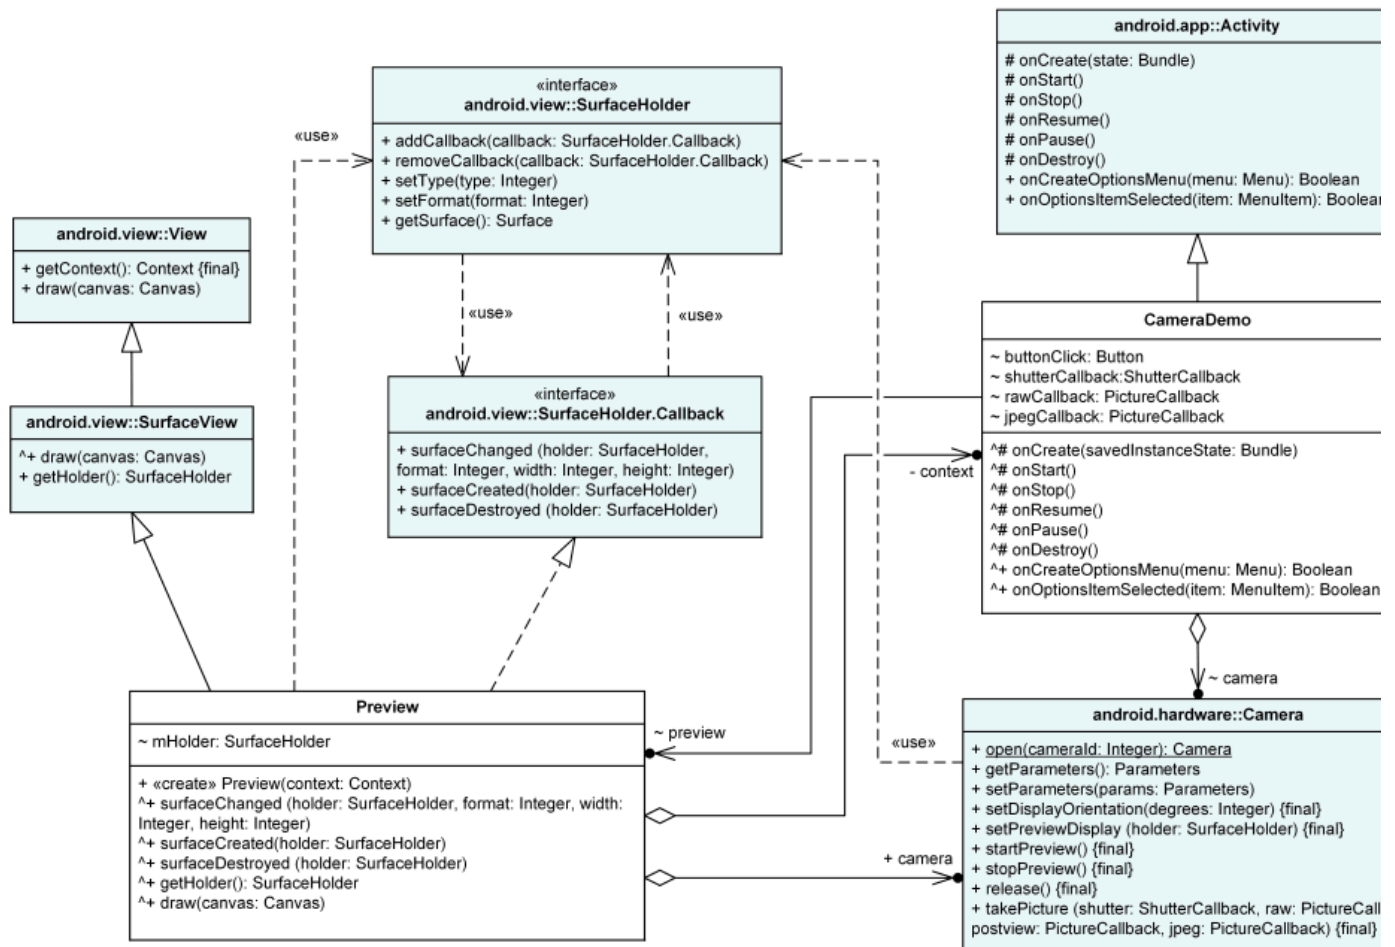 android.app::Activity
# onCreate(state: Bundle)
# onStart()
# onStop()
# onResume()
# onPause()
# onDestroy()
+ onCreateOptionsMenu(menu: Menu): Boolean
+ onOptionsItemSelected(item: MenuItem): Boolean
«interface»
android.view::SurfaceHolder
+ addCallback(callback: SurfaceHolder.Callback)
+ removeCallback(callback: SurfaceHolder.Callback)
+ setType(type: Integer)
+ setFormat(format: Integer)
+ getSurface(): Surface
«use»
android.view::View
+ getContext(): Context {final}
+ draw(canvas: Canvas)
«use»
«use»
CameraDemo
~ buttonClick: Button
~ shutterCallback:ShutterCallback
~ rawCallback: PictureCallback
~ jpegCallback: PictureCallback
^# onCreate(savedInstanceState: Bundle)
^# onStart()
^# onStop()
^# onResume()
^# onPause()
^# onDestroy()
^+ onCreateOptionsMenu(menu: Menu): Boolean
^+ onOptionsItemSelected(item: MenuItem): Boolean
«interface»
android.view::SurfaceHolder.Callback
+ surfaceChanged (holder: SurfaceHolder,
format: Integer, width: Integer, height: Integer)
+ surfaceCreated(holder: SurfaceHolder)
+ surfaceDestroyed (holder: SurfaceHolder)
android.view::SurfaceView
^+ draw(canvas: Canvas)
+ getHolder(): SurfaceHolder
- context
~ camera
Preview
~ mHolder: SurfaceHolder
+ «create» Preview(context: Context)
^+ surfaceChanged (holder: SurfaceHolder, format: Integer, width:
Integer, height: Integer)
^+ surfaceCreated(holder: SurfaceHolder)
^+ surfaceDestroyed (holder: SurfaceHolder)
^+ getHolder(): SurfaceHolder
^+ draw(canvas: Canvas)
~ preview
«use»
+ camera
android.hardware::Camera
+ open(cameraId: Integer): Camera
+ getParameters(): Parameters
+ setParameters(params: Parameters)
+ setDisplayOrientation(degrees: Integer) {final}
+ setPreviewDisplay (holder: SurfaceHolder) {final}
+ startPreview() {final}
+ stopPreview() {final}
+ release() {final}
+ takePicture (shutter: ShutterCallback, raw: PictureCall
postview: PictureCallback, jpeg: PictureCallback) {final}